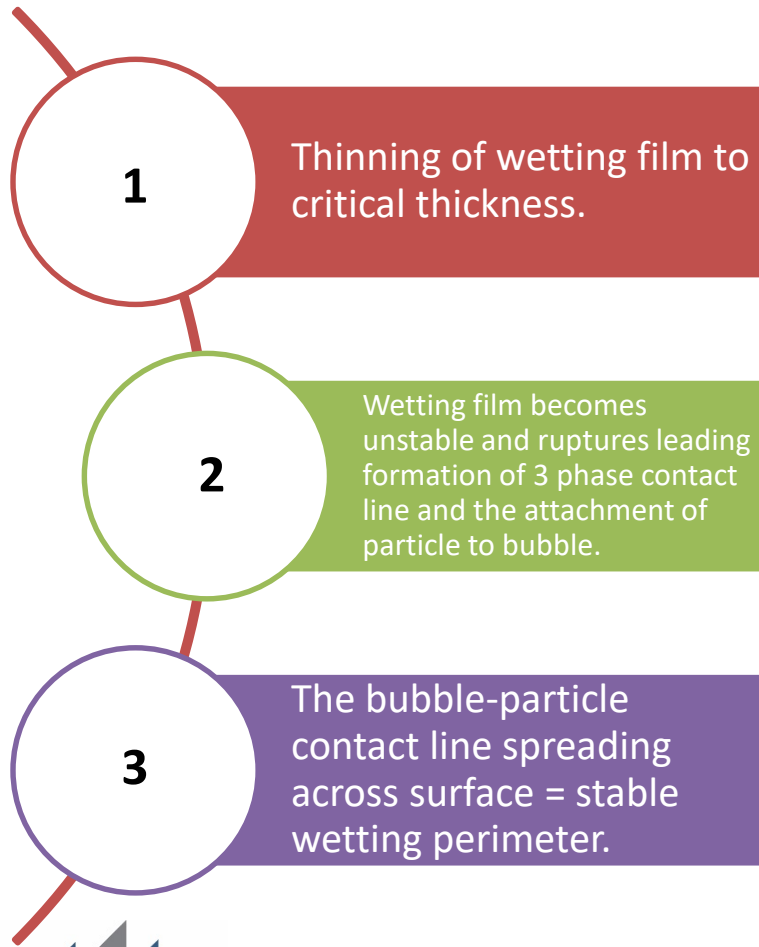 1
Thinning of wetting film to
critical thickness.
2
Wetting film becomes
unstable and ruptures leading
formation of 3 phase contact
line and the attachment of
particle to bubble.
3
The bubble-particle
contact line spreading
across surface = stable
wetting perimeter.